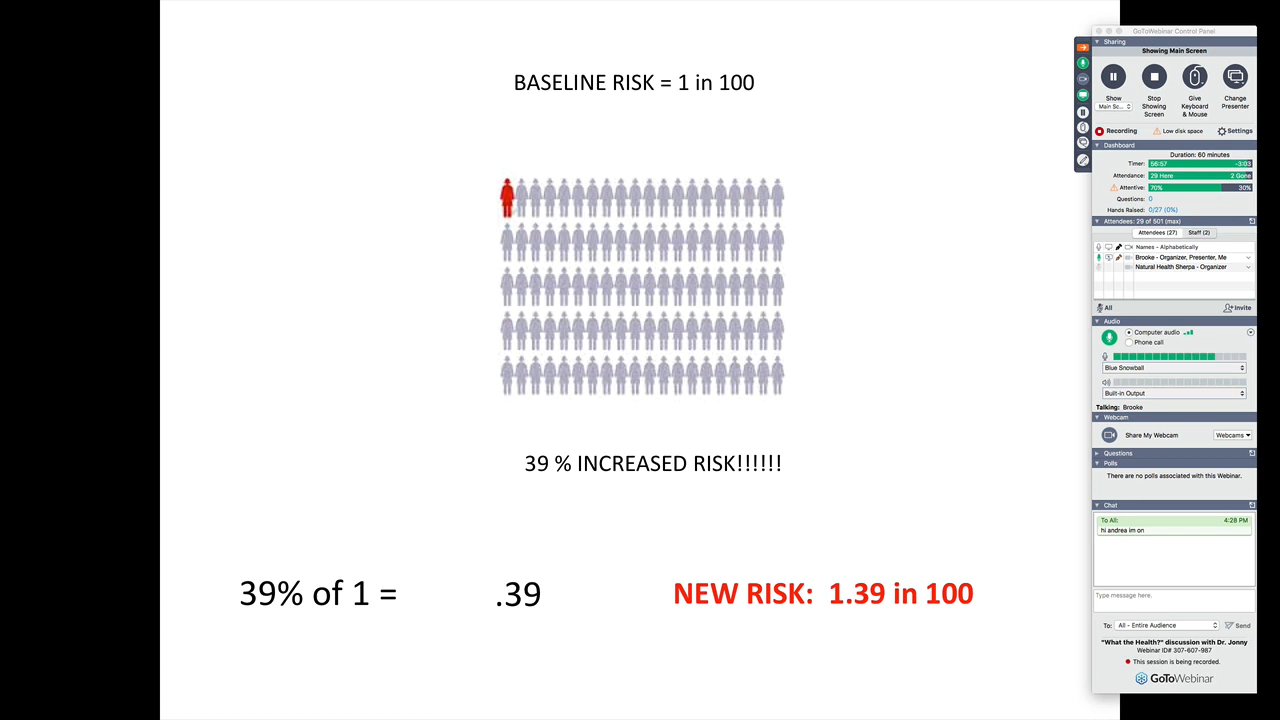 BASELINE RISK = 1 in 100
39 % INCREASED RISK!!!!!!
39% of 1 =
.39
NEW RISK: 1.39 in 100
GoToWebinar Control Panel
Sharing
Showing Main Screen
Show
Main Sc...
Stop
Showing
Screen
Give
Keyboard
& Mouse
Change
Presenter
Recording
Low disk space
Settings
Dashboard
Duration: 60 minutes
Timer: 56:57 -3:03
Attendance: 29 Here 2 Gone
Attentive: 70% 30%
Questions: 0
Hands Raised: 0/27 (0%)
Attendees: 29 of 501 (max)
Attendees (27) Staff (2)
Names - Alphabetically
Brooke - Organizer, Presenter, Me
Natural Health Sherpa - Organizer
All
Invite
Audio
Computer audio
Phone call
Blue Snowball
Built-in Output
Talking: Brooke
Webcam
Share My Webcam
Webcams
Questions
Polls
There are no polls associated with this Webinar.
Chat
To All: 4:28 PM
hi andrea im on
Type message here.
To: All - Entire Audience Send
"What the Health?" discussion with Dr. Jonny
Webinar ID# 307-607-987
This session is being recorded.
GoToWebinar